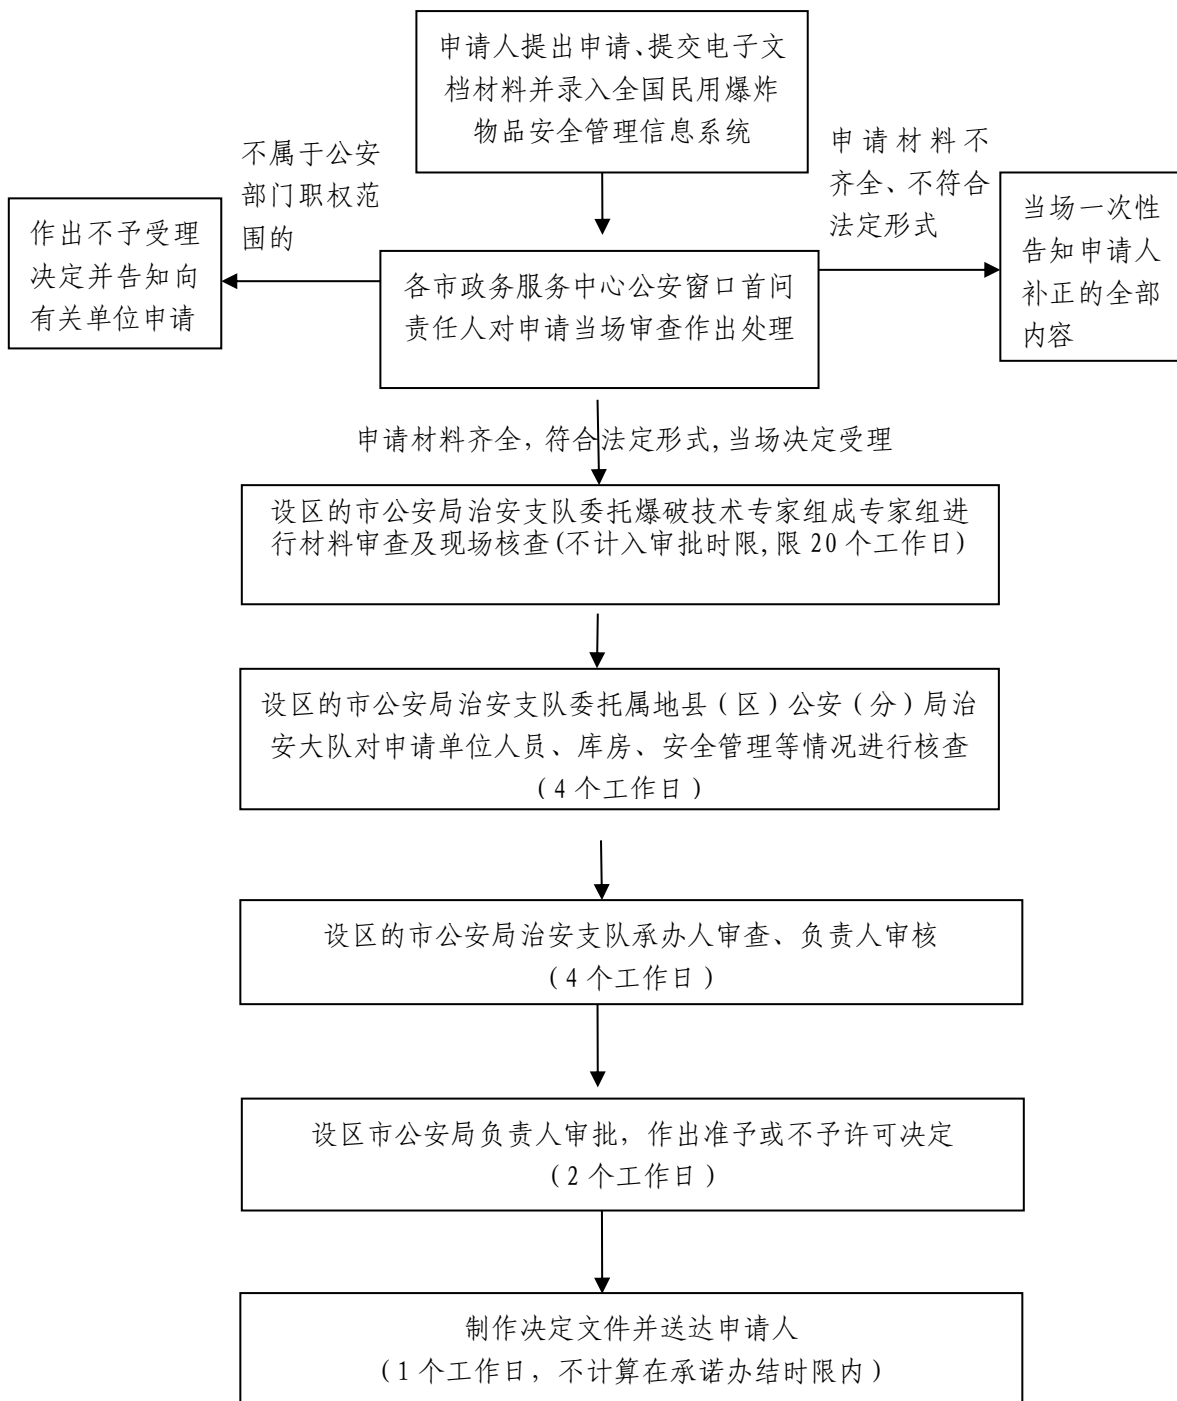 申请人提出申请、提交电子文
档材料并录入全国民用爆炸
物品安全管理信息系统
不属于公安
部门职权范
围的
申请材料不
齐全、不符合
法定形式
作出不予受理
决定并告知向
有关单位申请
各市政务服务中心公安窗口首问
责任人对申请当场审查作出处理
当场一次性
告知申请人
补正的全部
内容
申请材料齐全，符合法定形式,当场决定受理
设区的市公安局治安支队委托爆破技术专家组成专家组进
行材料审查及现场核查(不计入审批时限,限 20 个工作日)
设区的市公安局治安支队委托属地县（区）公安（分）局治
安大队对申请单位人员、库房、安全管理等情况进行核查
（4 个工作日）
设区的市公安局治安支队承办人审查、负责人审核
（4 个工作日）
设区市公安局负责人审批，作出准予或不予许可决定
（2 个工作日）
制作决定文件并送达申请人
（1 个工作日，不计算在承诺办结时限内）